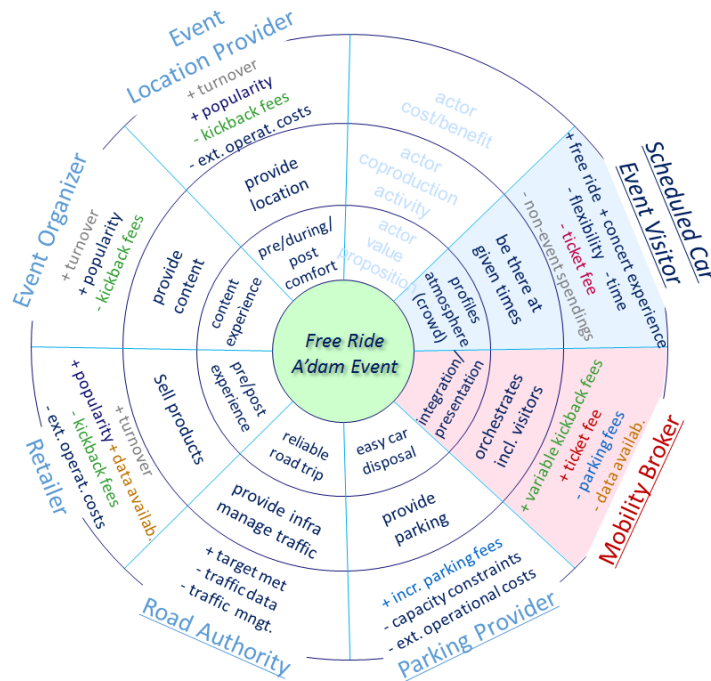 Free Ride
A'dam Event
actor
cost/benefit
actor
coproduction
activity
actor
value
proposition
Scheduled Car
Event Visitor
+ free ride + concert experience
- flexibility - time
- ticket fee
- non-event spendings
be there at
given times
profiles
atmosphere
(crowd)
Mobility Broker
+ variable kickback fees
+ ticket fee
- parking fees
- data availab.
orchestrates
incl. visitors
integration/
presentation
Parking Provider
+ incr. parking fees
- capacity constraints
- ext. operational costs
provide
parking
easy car
disposal
Road Authority
+ target met
- traffic data
- traffic mngt.
provide infra
manage traffic
reliable
road trip
Retailer
+ turnover
+ popularity + data availab.
- kickback fees
- ext. operat. costs
Sell products
pre/post
experience
Event Organizer
+ turnover
+ popularity
- kickback fees
provide
content
content
experience
Event
Location Provider
+ turnover
+ popularity
- kickback fees
- ext. operat. costs
provide
location
pre/during/
post
comfort